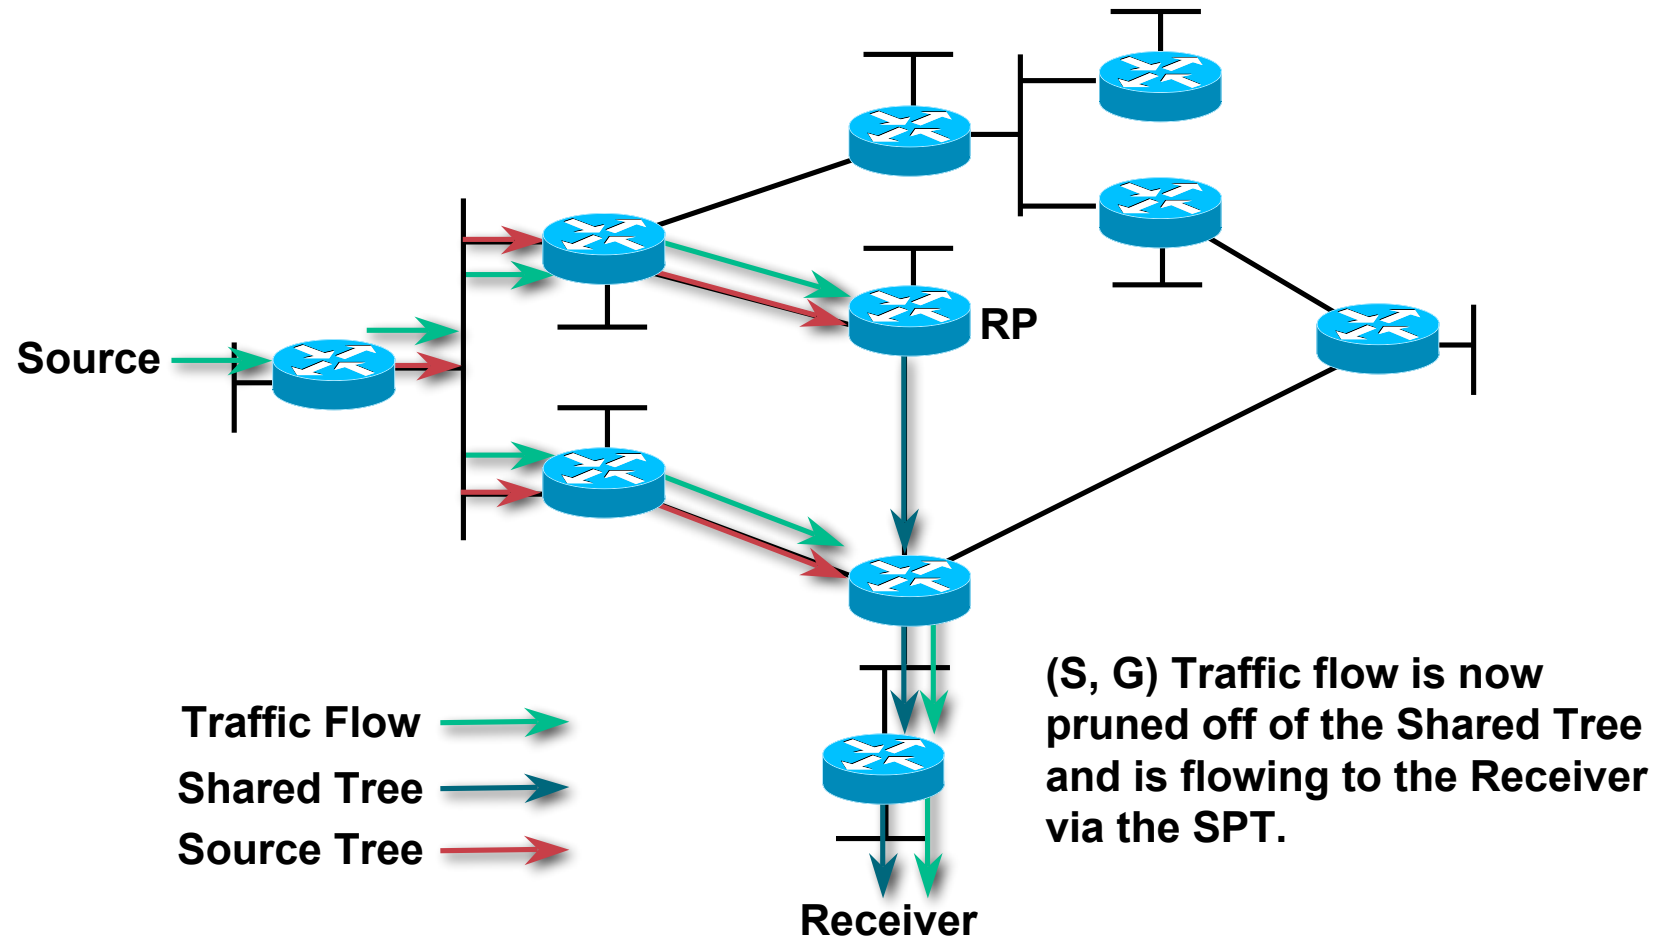 RP
Source
(S, G) Traffic flow is now
pruned off of the Shared Tree
and is flowing to the Receiver
via the SPT.
Traffic Flow
Shared Tree
Source Tree
Receiver